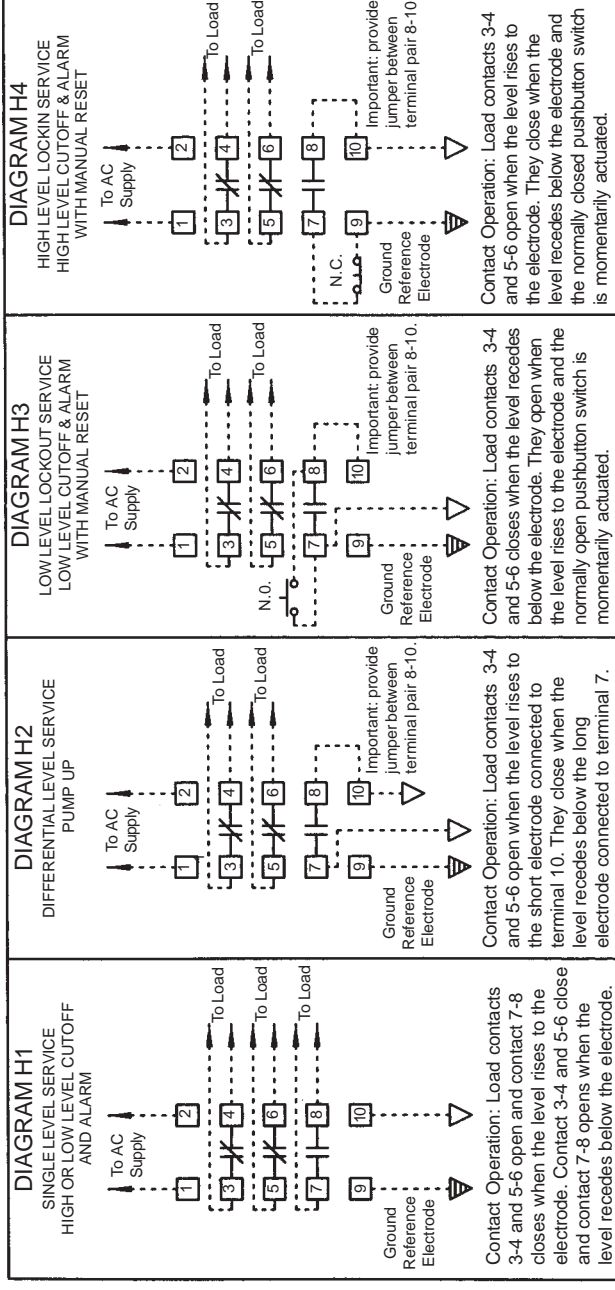 DIAGRAM H1
SINGLE LEVEL SERVICE
HIGH OR LOW LEVEL CUTOFF
AND ALARM
To AC
Supply
1
2
3
4
To Load
5
6
To Load
7
8
To Load
9
10
Ground
Reference
Electrode
Contact Operation: Load contacts
3-4 and 5-6 open and contact 7-8
closes when the level rises to the
electrode. Contact 3-4 and 5-6 close
and contact 7-8 opens when the
level recedes below the electrode.
DIAGRAM H2
DIFFERENTIAL LEVEL SERVICE
PUMP UP
To AC
Supply
1
2
3
4
To Load
5
6
To Load
7
8
9
10
Important: provide
jumper between
terminal pair 8-10.
Ground
Reference
Electrode
Contact Operation: Load contacts 3-4
and 5-6 open when the level rises to
the short electrode connected to
terminal 10. They close when the
level recedes below the long
electrode connected to terminal 7.
DIAGRAM H3
LOW LEVEL LOCKOUT SERVICE
LOW LEVEL CUTOFF & ALARM
WITH MANUAL RESET
To AC
Supply
1
2
3
4
To Load
5
6
To Load
N.0.
7
8
9
10
Important: provide
jumper between
terminal pair 8-10.
Ground
Reference
Electrode
Contact Operation: Load contacts 3-4
and 5-6 closes when the level recedes
below the electrode. They open when
the level rises to the electrode and the
normally open pushbutton switch is
momentarily actuated.
DIAGRAM H4
HIGH LEVEL LOCKIN SERVICE
HIGH LEVEL CUTOFF & ALARM
WITH MANUAL RESET
To AC
Supply
1
2
3
4
To Load
5
6
To Load
7
8
N.C.
9
10
Important: provide
jumper between
terminal pair 8-10
Ground
Reference
Electrode
Contact Operation: Load contacts 3-4
and 5-6 open when the level rises to
the electrode. They close when the
level recedes below the electrode and
the normally closed pushbutton switch
is momentarily actuated.